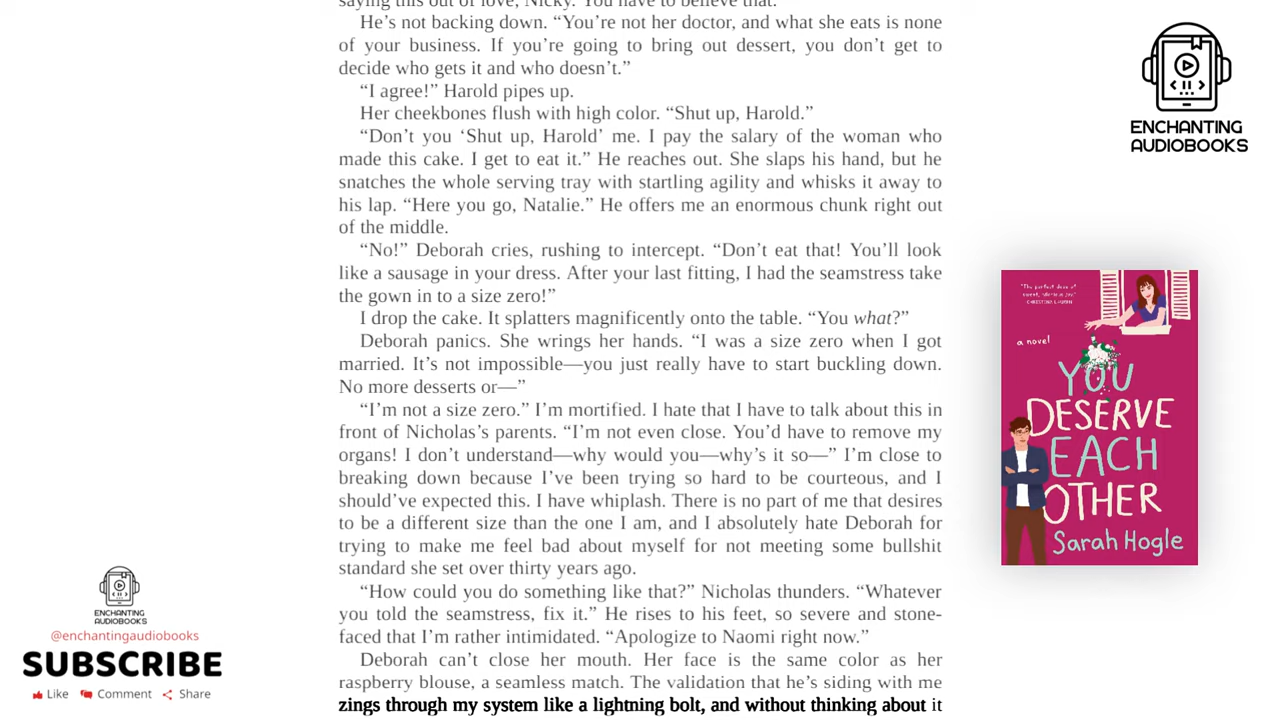 saying this out of love, Nicky. You have to believe that.”
He’s not backing down. “You’re not her doctor, and what she eats is none
of your business. If you’re going to bring out dessert, you don’t get to
decide who gets it and who doesn’t.”
“I agree!” Harold pipes up.
Her cheekbones flush with high color. “Shut up, Harold.”
“Don’t you ‘Shut up, Harold’ me. I pay the salary of the woman who
made this cake. I get to eat it.” He reaches out. She slaps his hand, but he
snatches the whole serving tray with startling agility and whisks it away to
his lap. “Here you go, Natalie.” He offers me an enormous chunk right out
of the middle.
“No!” Deborah cries, rushing to intercept. “Don’t eat that! You’ll look
like a sausage in your dress. After your last fitting, I had the seamstress take
the gown in to a size zero!”
I drop the cake. It splatters magnificently onto the table. “You what?”
Deborah panics. She wrings her hands. “I was a size zero when I got
married. It’s not impossible—you just really have to start buckling down.
No more desserts or—”
“I’m not a size zero.” I’m mortified. I hate that I have to talk about this in
front of Nicholas’s parents. “I’m not even close. You’d have to remove my
organs! I don’t understand—why would you—why’s it so—” I’m close to
breaking down because I’ve been trying so hard to be courteous, and I
should’ve expected this. I have whiplash. There is no part of me that desires
to be a different size than the one I am, and I absolutely hate Deborah for
trying to make me feel bad about myself for not meeting some bullshit
standard she set over thirty years ago.
“How could you do something like that?” Nicholas thunders. “Whatever
you told the seamstress, fix it.” He rises to his feet, so severe and stone-
faced that I’m rather intimidated. “Apologize to Naomi right now.”
Deborah can’t close her mouth. Her face is the same color as her
raspberry blouse, a seamless match. The validation that he’s siding with me
zings through my system like a lightning bolt, and without thinking about it
ENCHANTING
AUDIOBOOKS
a novel
YOU
DESERVE
EACH
OTHER
Sarah Hogle
ENCHANTING
AUDIOBOOKS
@enchantingaudiobooks
SUBSCRIBE
Like
Comment
Share